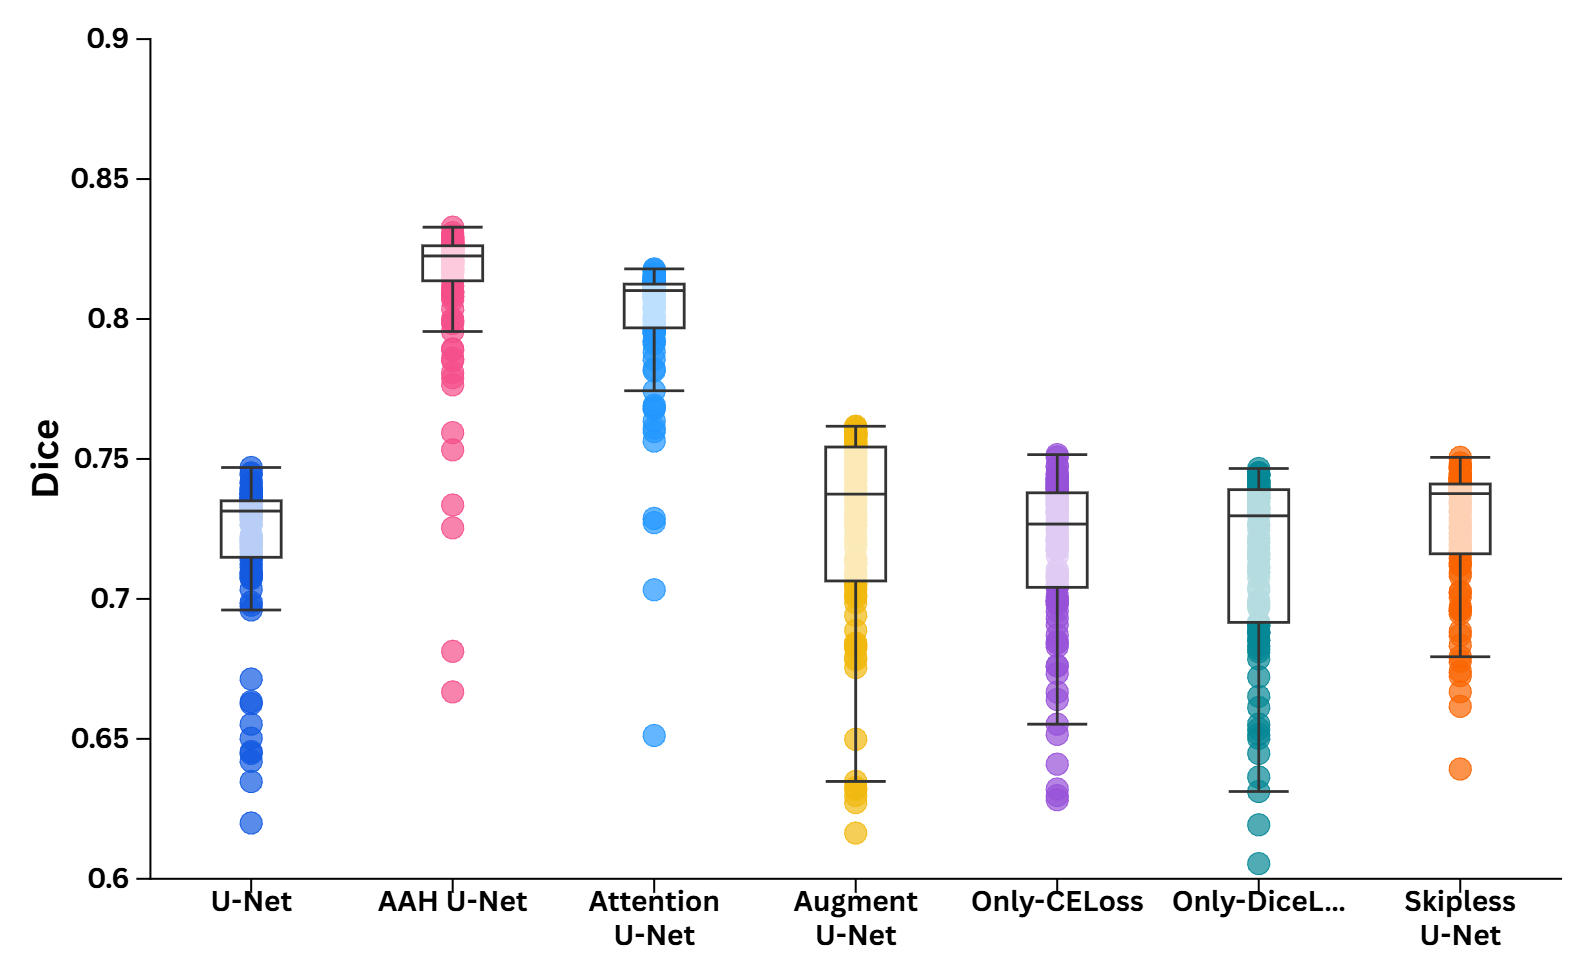 0.9
0.85
0.8
0.75
0.7
0.65
0.6
Dice
U-Net
AAH U-Net
Attention
U-Net
Augment
U-Net
Only-CELoss
Only-DiceL...
Skipless
U-Net